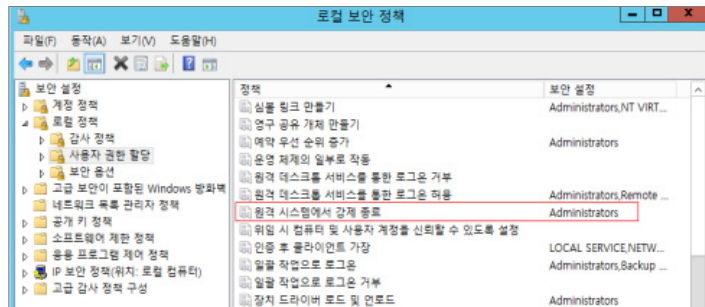 로컬 보안 정책
파일(F) 동작(A) 보기(V) 도움말(H)
보안 설정
계정 정책
로컬 정책
감사 정책
사용자 권한 할당
보안 옵션
고급 보안이 포함된 Windows 방화벽
네트워크 목록 관리자 정책
공개 키 정책
소프트웨어 제한 정책
응용 프로그램 제어 정책
IP 보안 정책(위치: 로컬 컴퓨터)
고급 감사 정책 구성
정책 보안 설정
심볼 링크 만들기 Administrators,NT VIRT...
영구 공유 개체 만들기
예약 우선 순위 증가 Administrators
운영 체제의 일부로 작동
원격 데스크톱 서비스를 통한 로그온 거부
원격 데스크톱 서비스를 통한 로그온 허용 Administrators,Remote ...
원격 시스템에서 강제 종료 Administrators
위임 시 컴퓨터 및 사용자 계정을 신뢰할 수 있도록 설정
인증 후 클라이언트 가장 LOCAL SERVICE,NETW...
일괄 작업으로 로그온 Administrators,Backup ...
일괄 작업으로 로그온 거부
장치 드라이버 로드 및 언로드 Administrators